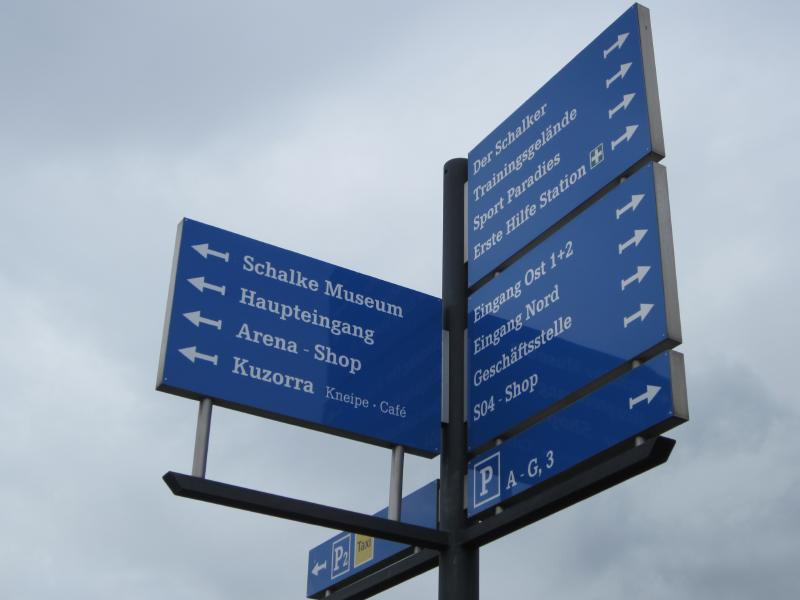 Schalke Museum
Haupteingang
Arena - Shop
Kuzorra Kneipe · Café
Der Schalker
Trainingsgelände
Sport Paradies
Erste Hilfe Station
Eingang Ost 1+2
Eingang Nord
Geschäftsstelle
S04 - Shop
P A - G, 3
P2 Taxi